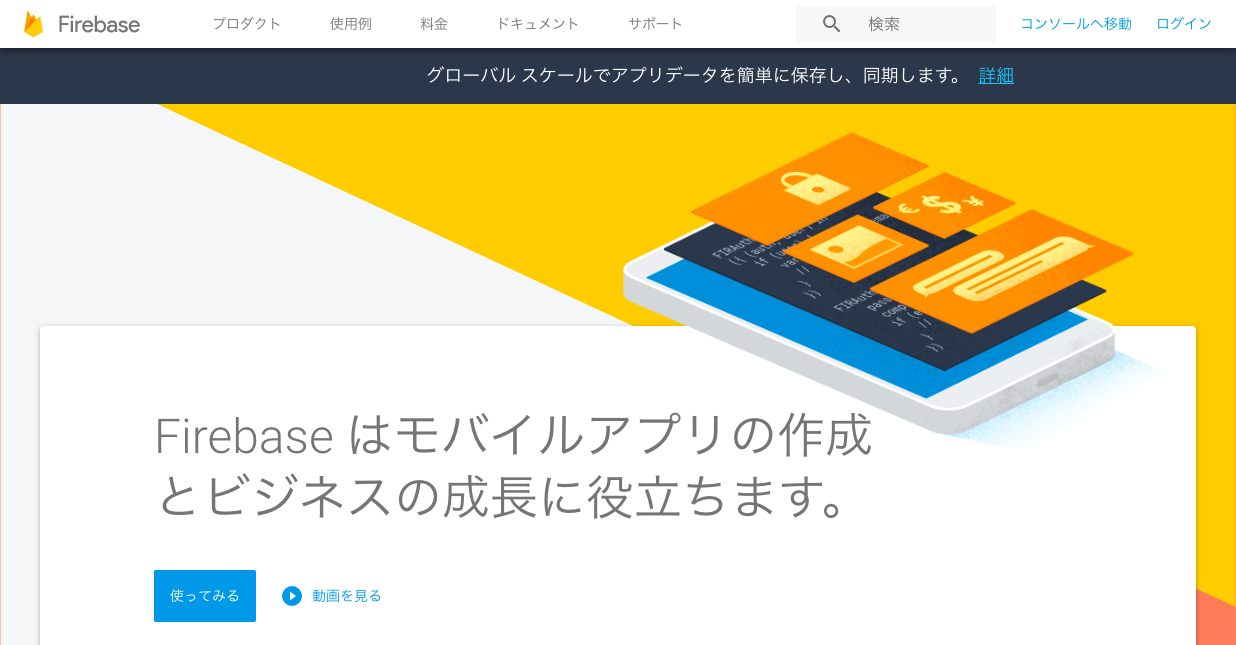 Firebase
プロダクト
使用例
料金
ドキュメント
サポート
検索
コンソールへ移動
ログイン
グローバル スケールでアプリデータを簡単に保存し、同期します。 詳細
Firebase はモバイルアプリの作成
とビジネスの成長に役立ちます。
使ってみる
動画を見る